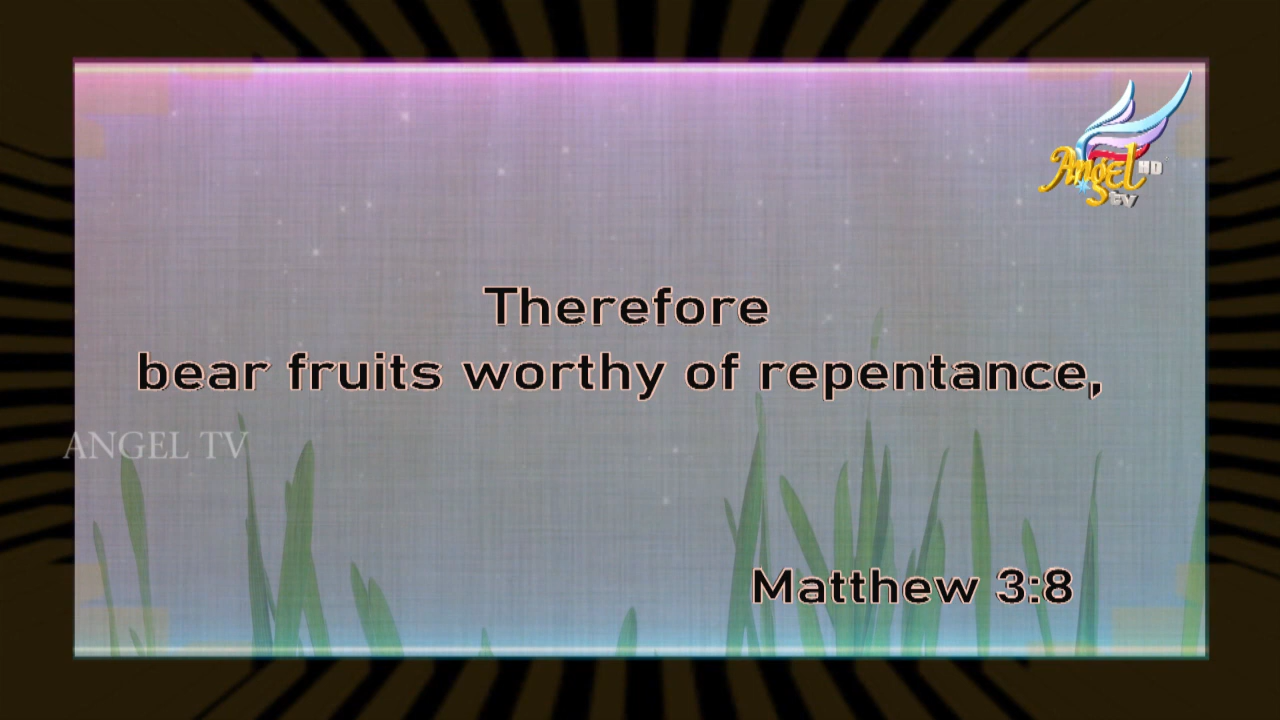 Angel HD
tv
Therefore
bear fruits worthy of repentance,
ANGEL TV
Matthew 3:8